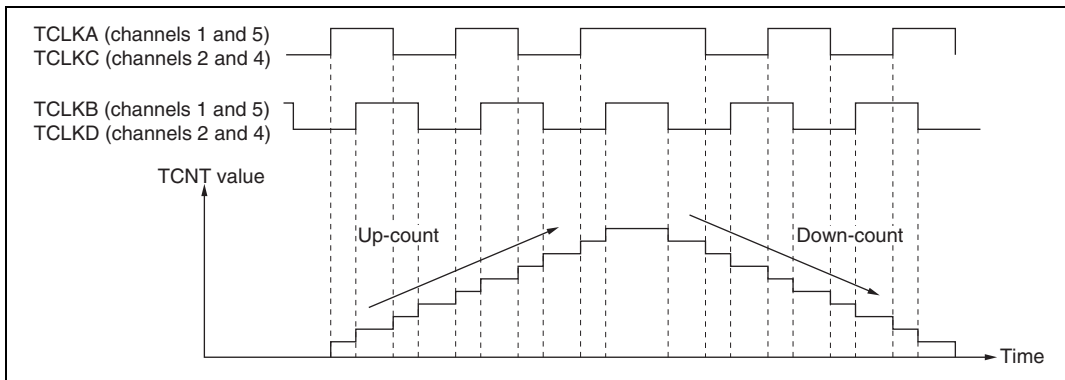 TCLKA (channels 1 and 5)
TCLKC (channels 2 and 4)
TCLKB (channels 1 and 5)
TCLKD (channels 2 and 4)
TCNT value
Up-count
Down-count
Time